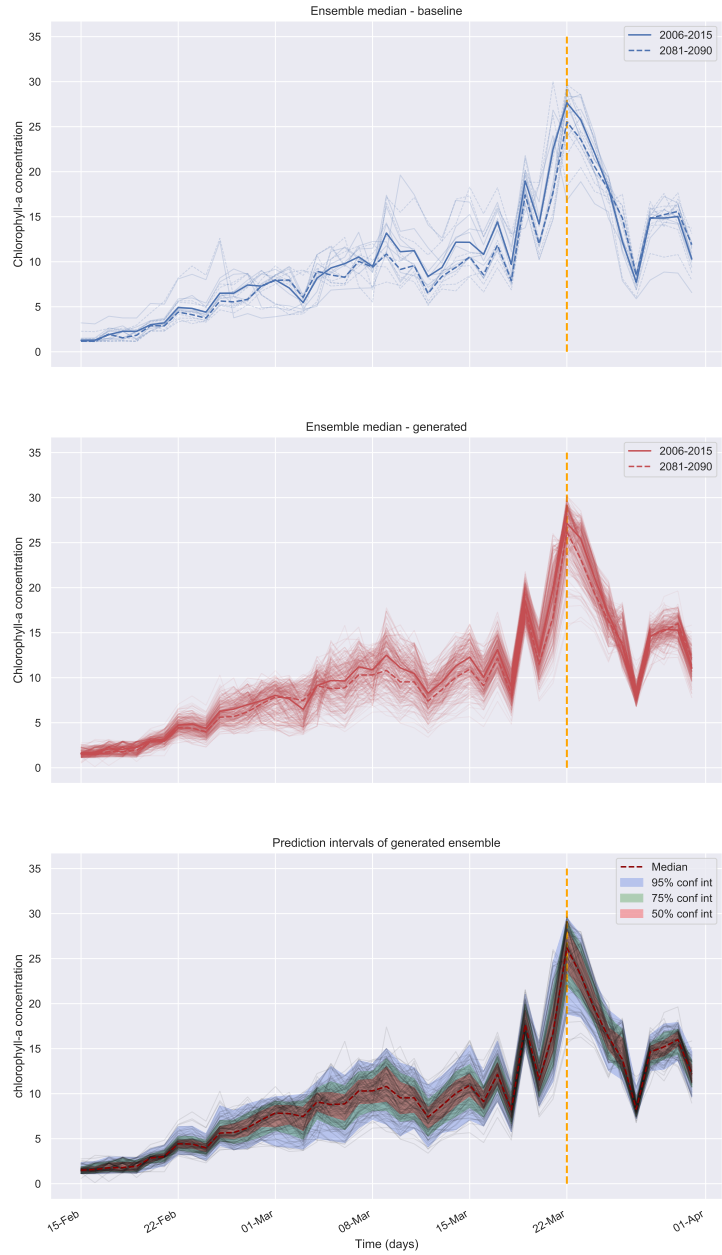 Ensemble median - baseline
2006-2015
2081-2090
35
30
25
20
15
10
5
0
Chlorophyll-a concentration
Ensemble median - generated
2006-2015
2081-2090
35
30
25
20
15
10
5
0
Chlorophyll-a concentration
Prediction intervals of generated ensemble
Median
95% conf int
75% conf int
50% conf int
35
30
25
20
15
10
5
0
chlorophyll-a concentration
15-Feb
22-Feb
01-Mar
08-Mar
15-Mar
22-Mar
01-Apr
Time (days)